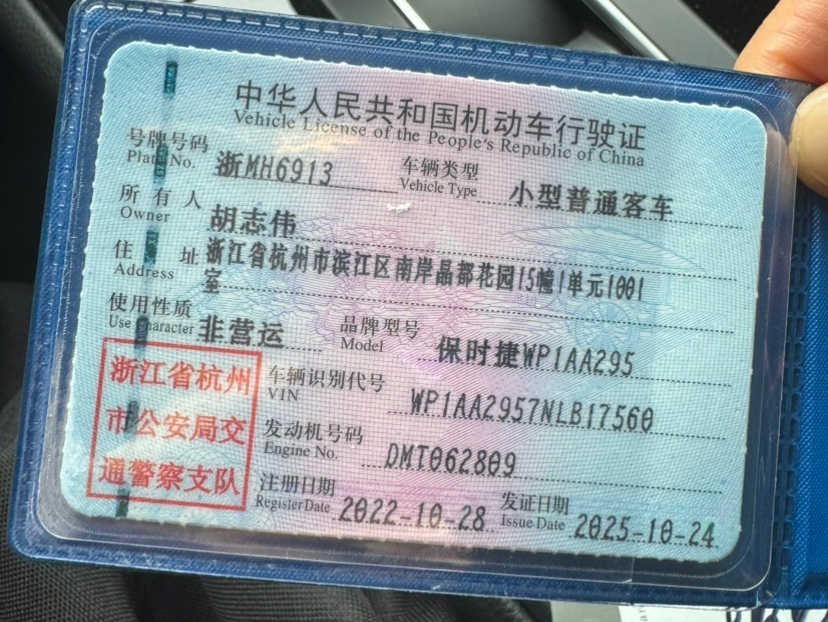 中华人民共和国机动车行驶证
Vehicle License of the People's Republic of China
号牌号码 浙MH6913 车辆类型 小型普通客车
Plate No. Vehicle Type
所有人 胡志伟
Owner
住址 浙江省杭州市滨江区南岸晶都花园15幢1单元1001
Address 室
使用性质 非营运 品牌型号 保时捷WP1AA295
Use Character Model
浙江省杭州
市公安局交
通警察支队
车辆识别代号 WP1AA2957NLB17560
VIN
发动机号码 DMT062809
Engine No.
注册日期 2022-10-28 发证日期 2025-10-24
Register Date Issue Date